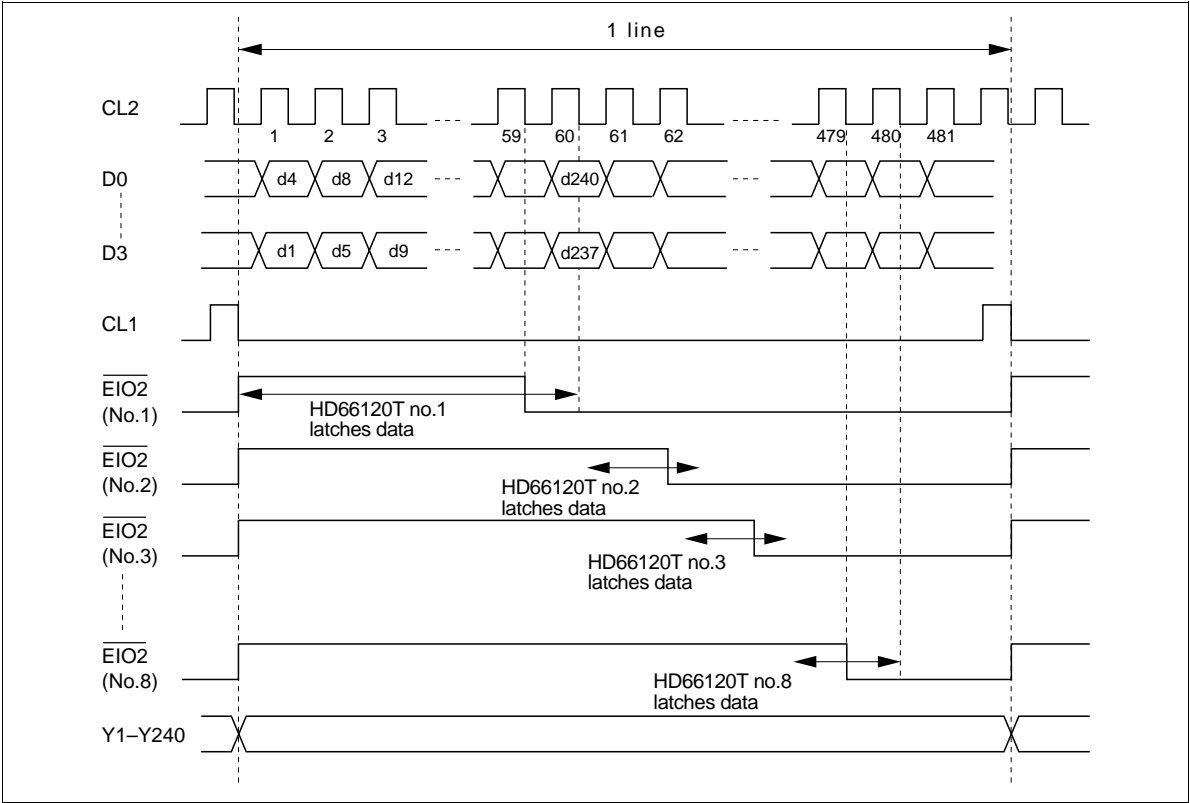 1 line
CL2
1 2 3 59 60 61 62 479 480 481
D0
d4 d8 d12 d240
D3
d1 d5 d9 d237
CL1
EIO2
(No.1)
HD66120T no.1
latches data
EIO2
(No.2)
HD66120T no.2
latches data
EIO2
(No.3)
HD66120T no.3
latches data
EIO2
(No.8)
HD66120T no.8
latches data
Y1–Y240